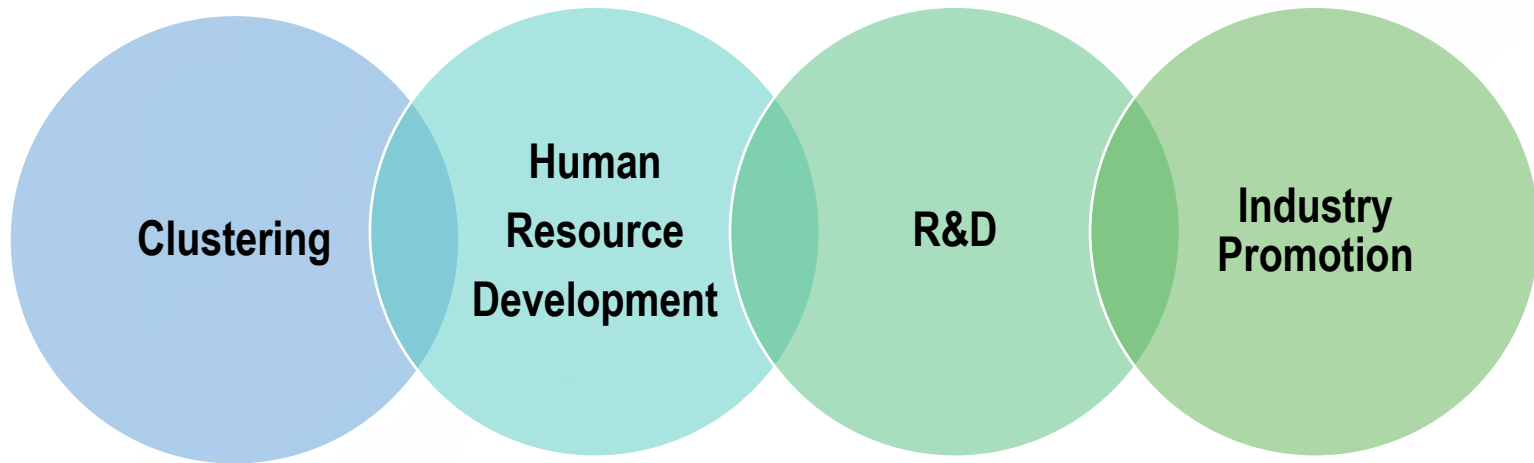 Clustering
Human
Resource
Development
R&D
Industry
Promotion